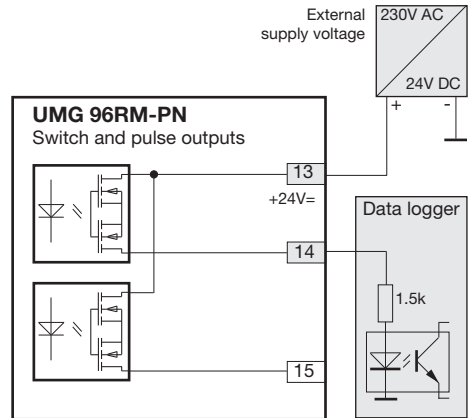 External
supply voltage
230V AC
24V DC
+ -
UMG 96RM-PN
Switch and pulse outputs
13
+24V=
Data logger
14
1.5k
15